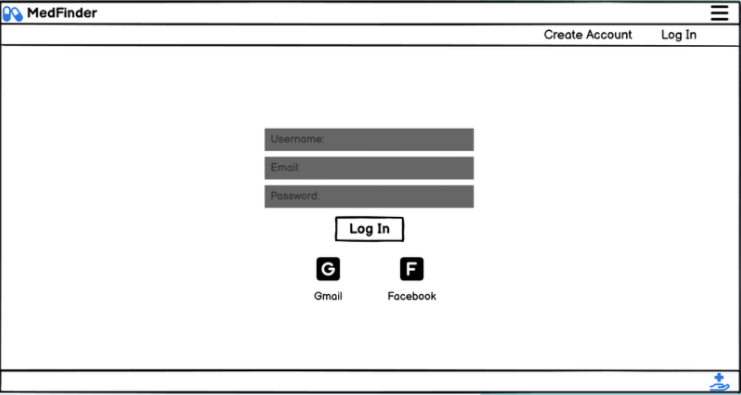 MedFinder
Create Account Log In
Username:
Email:
Password:
Log In
G F
Gmail Facebook